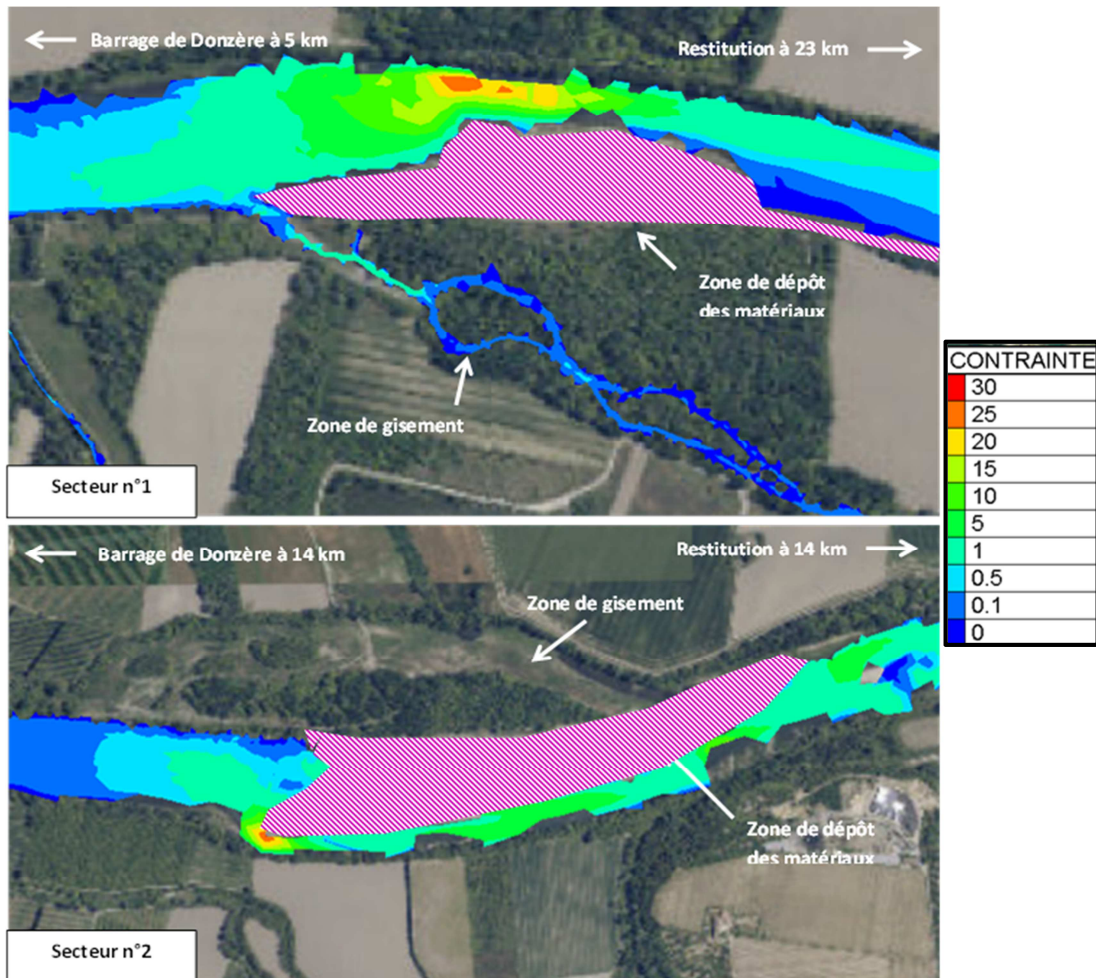 Barrage de Donzère à 5 km
Restitution à 23 km
Zone de dépôt
des matériaux
Zone de gisement
Secteur n°1
Barrage de Donzère à 14 km
Restitution à 14 km
Zone de gisement
Zone de dépôt
des matériaux
Secteur n°2
CONTRAINTE
30
25
20
15
10
5
1
0.5
0.1
0